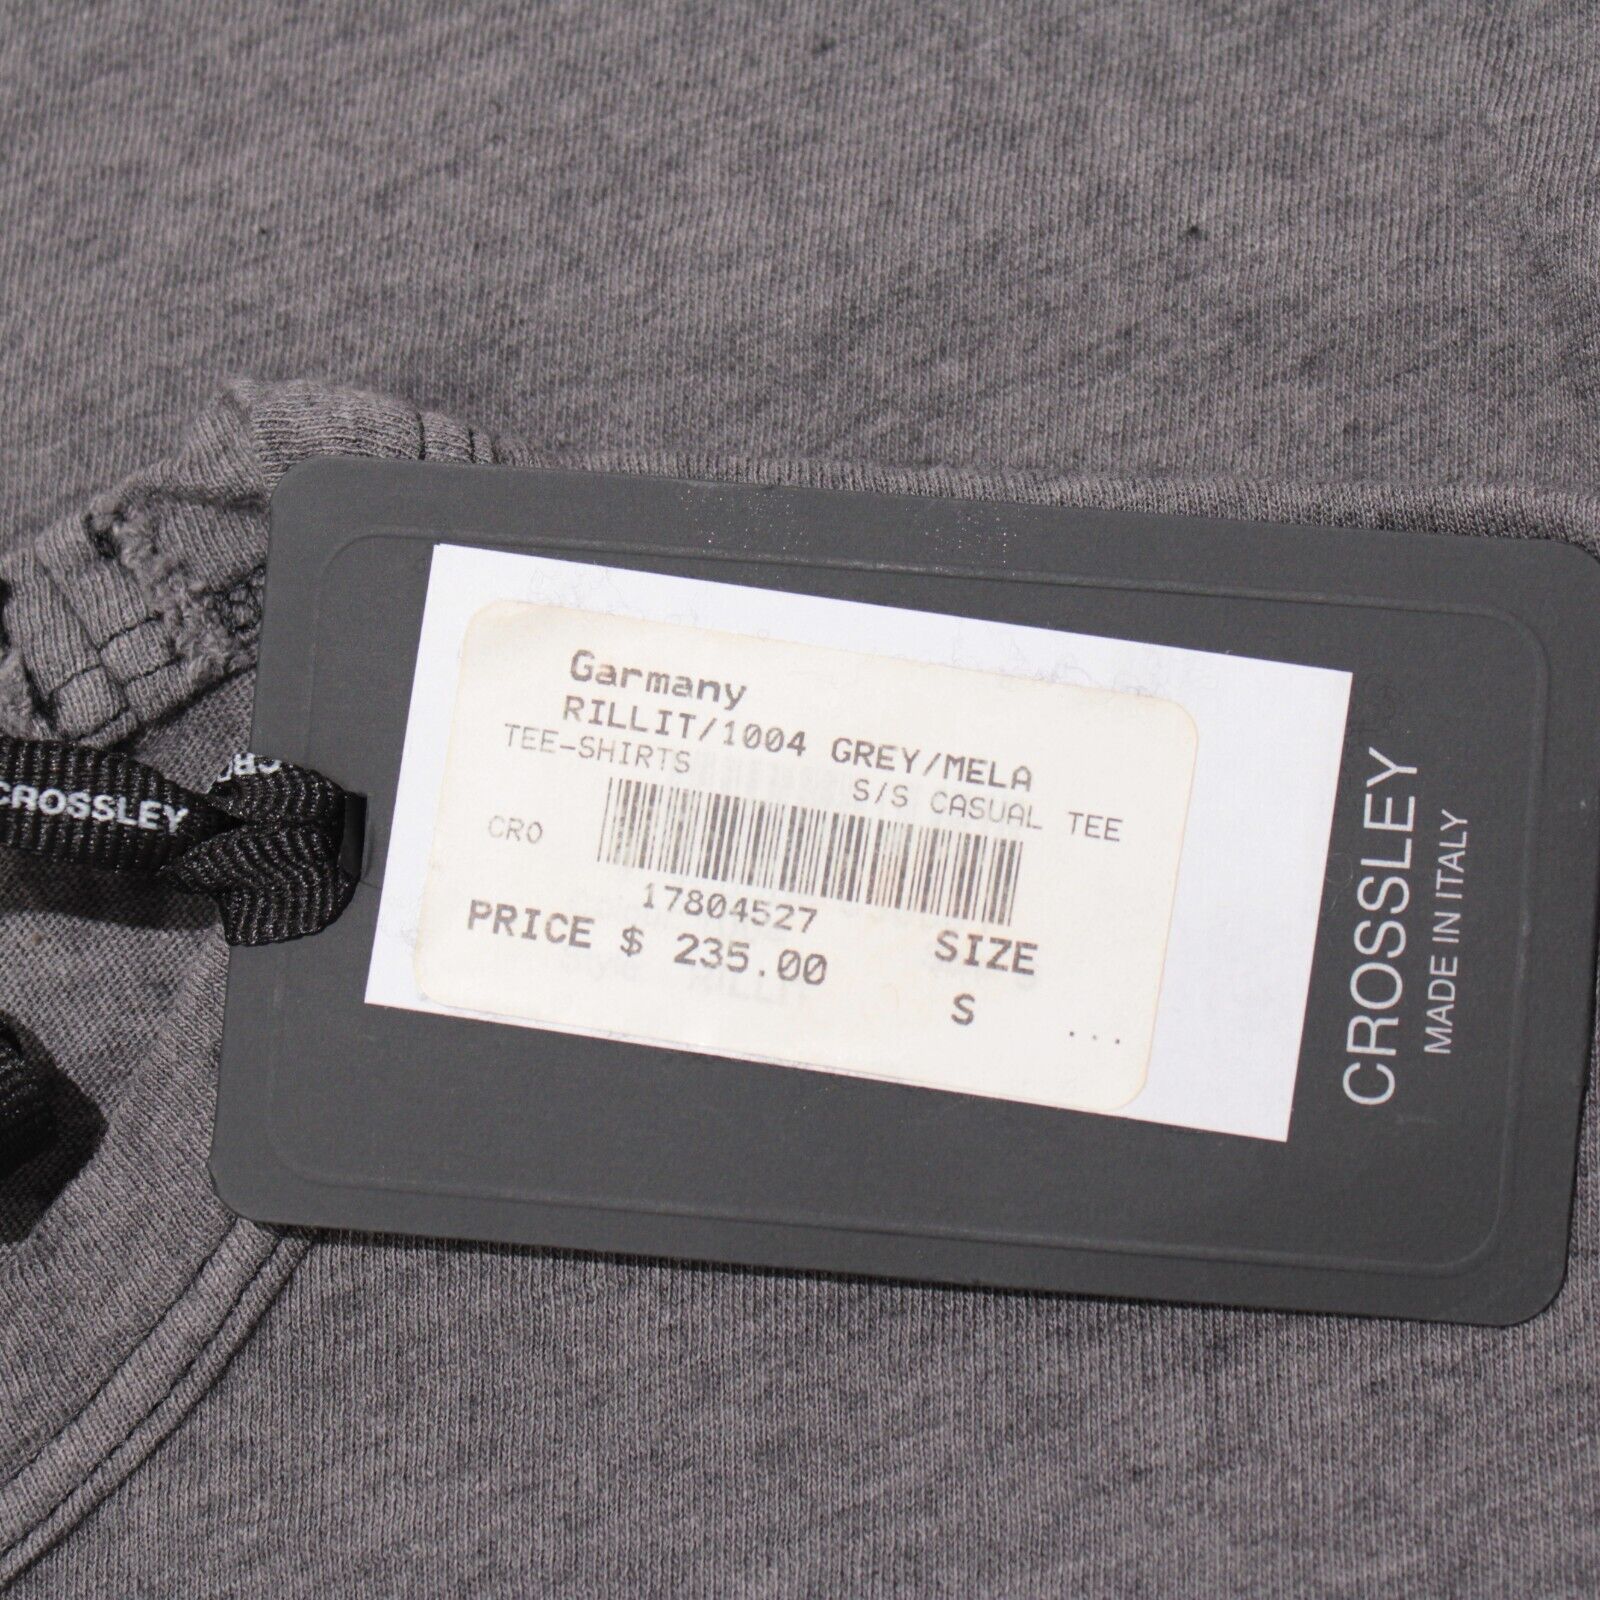 Garmany
RILLIT/1004 GREY/MELA
TEE-SHIRTS
S/S CASUAL TEE
CRO
17804527
PRICE $ 235.00
SIZE
S
...
CROSSLEY
MADE IN ITALY
CROSSLEY
CRO